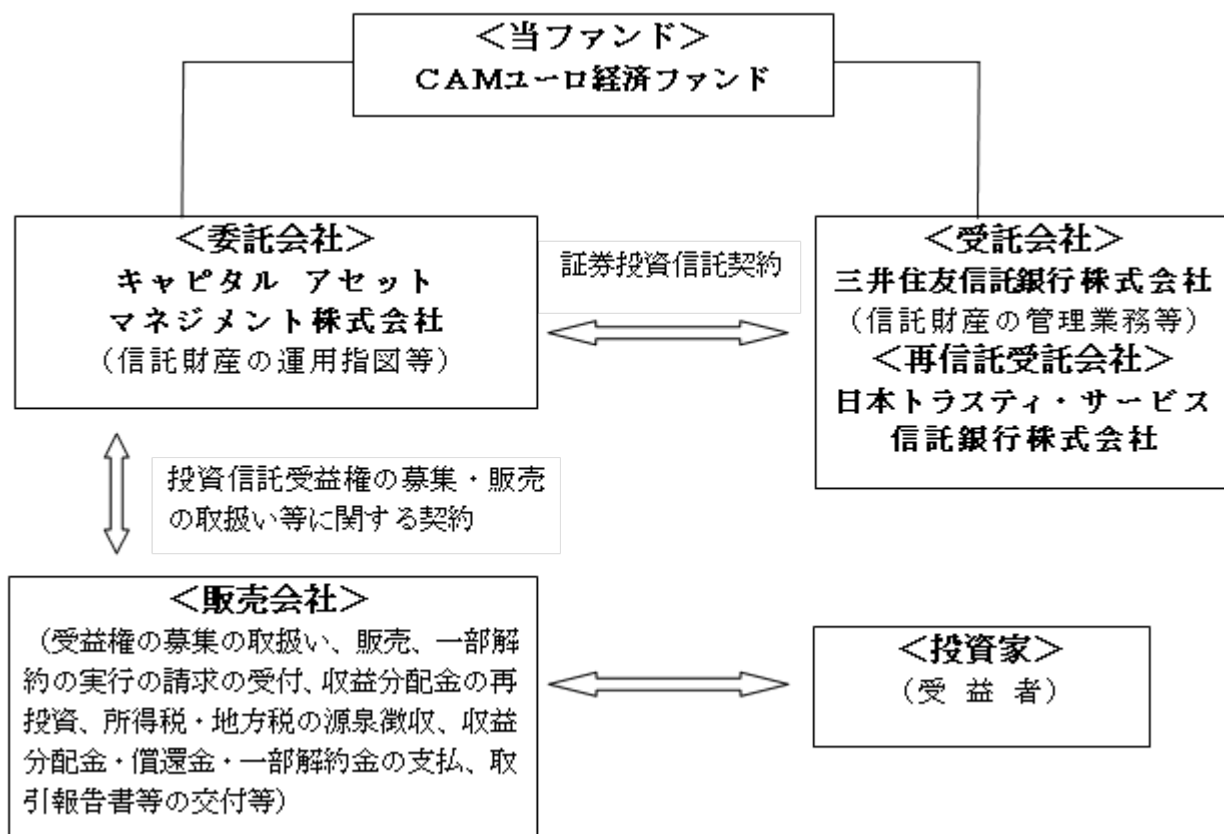 ＜当ファンド＞
ＣＡＭユーロ経済ファンド
＜委託会社＞
キャピタル アセット
マネジメント株式会社
（信託財産の運用指図等）
証券投資信託契約
＜受託会社＞
三井住友信託銀行株式会社
（信託財産の管理業務等）
＜再信託受託会社＞
日本トラスティ・サービス
信託銀行株式会社
投資信託受益権の募集・販売
の取扱い等に関する契約
＜販売会社＞
（受益権の募集の取扱い、販売、一部解
約の実行の請求の受付、収益分配金の再
投資、所得税・地方税の源泉徴収、収益
分配金・償還金・一部解約金の支払、取
引報告書等の交付等）
＜投資家＞
（受 益 者）